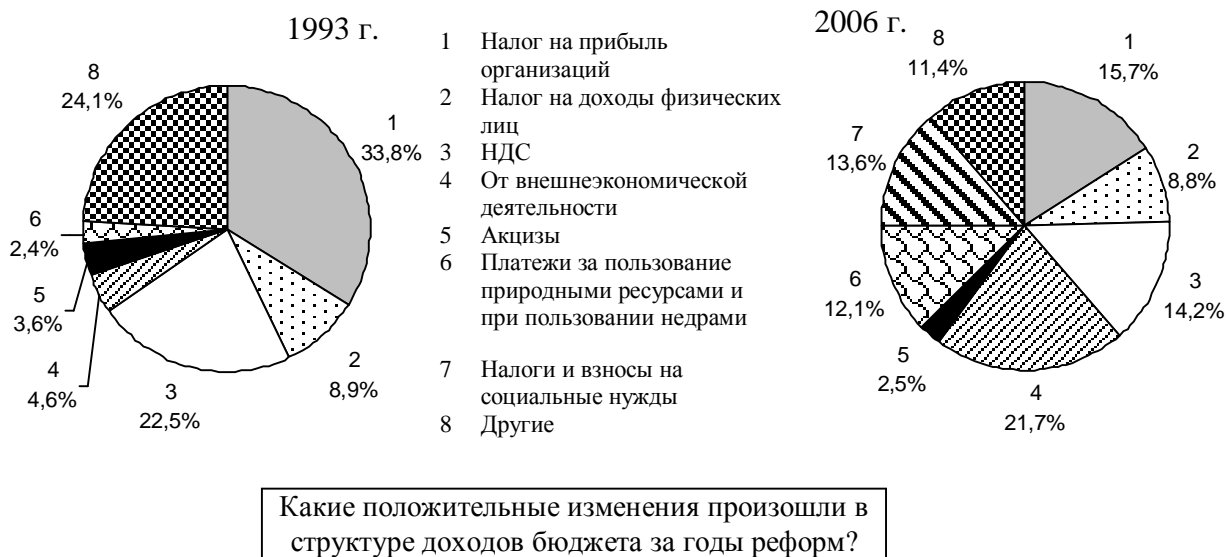 1993 г.
8
24,1%
1
33,8%
6
2,4%
5
3,6%
4
4,6%
3
22,5%
2
8,9%
1 Налог на прибыль
организаций
2 Налог на доходы физических
лиц
3 НДС
4 От внешнеэкономической
деятельности
5 Акцизы
6 Платежи за пользование
природными ресурсами и
при пользовании недрами
7 Налоги и взносы на
социальные нужды
8 Другие
2006 г.
8
11,4%
1
15,7%
7
13,6%
2
8,8%
6
12,1%
3
14,2%
5
2,5%
4
21,7%
Какие положительные изменения произошли в
структуре доходов бюджета за годы реформ?